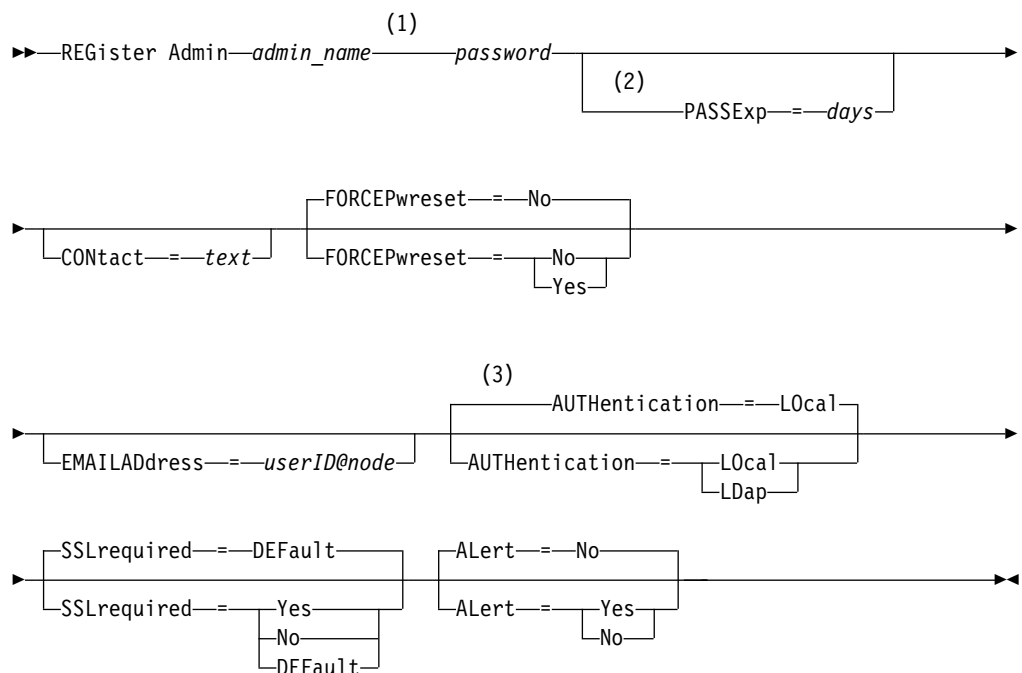 (1)
REGister Admin admin_name password
(2)
PASSExp = days
FORCEPwreset = No
CONtact = text FORCEPwreset = No
Yes
(3)
AUTHentication = LOcal
EMAILADdress = userID@node AUTHentication = LOcal
LDap
SSLrequired = DEFault ALert = No
SSLrequired = Yes ALert = Yes
No No
DEFault